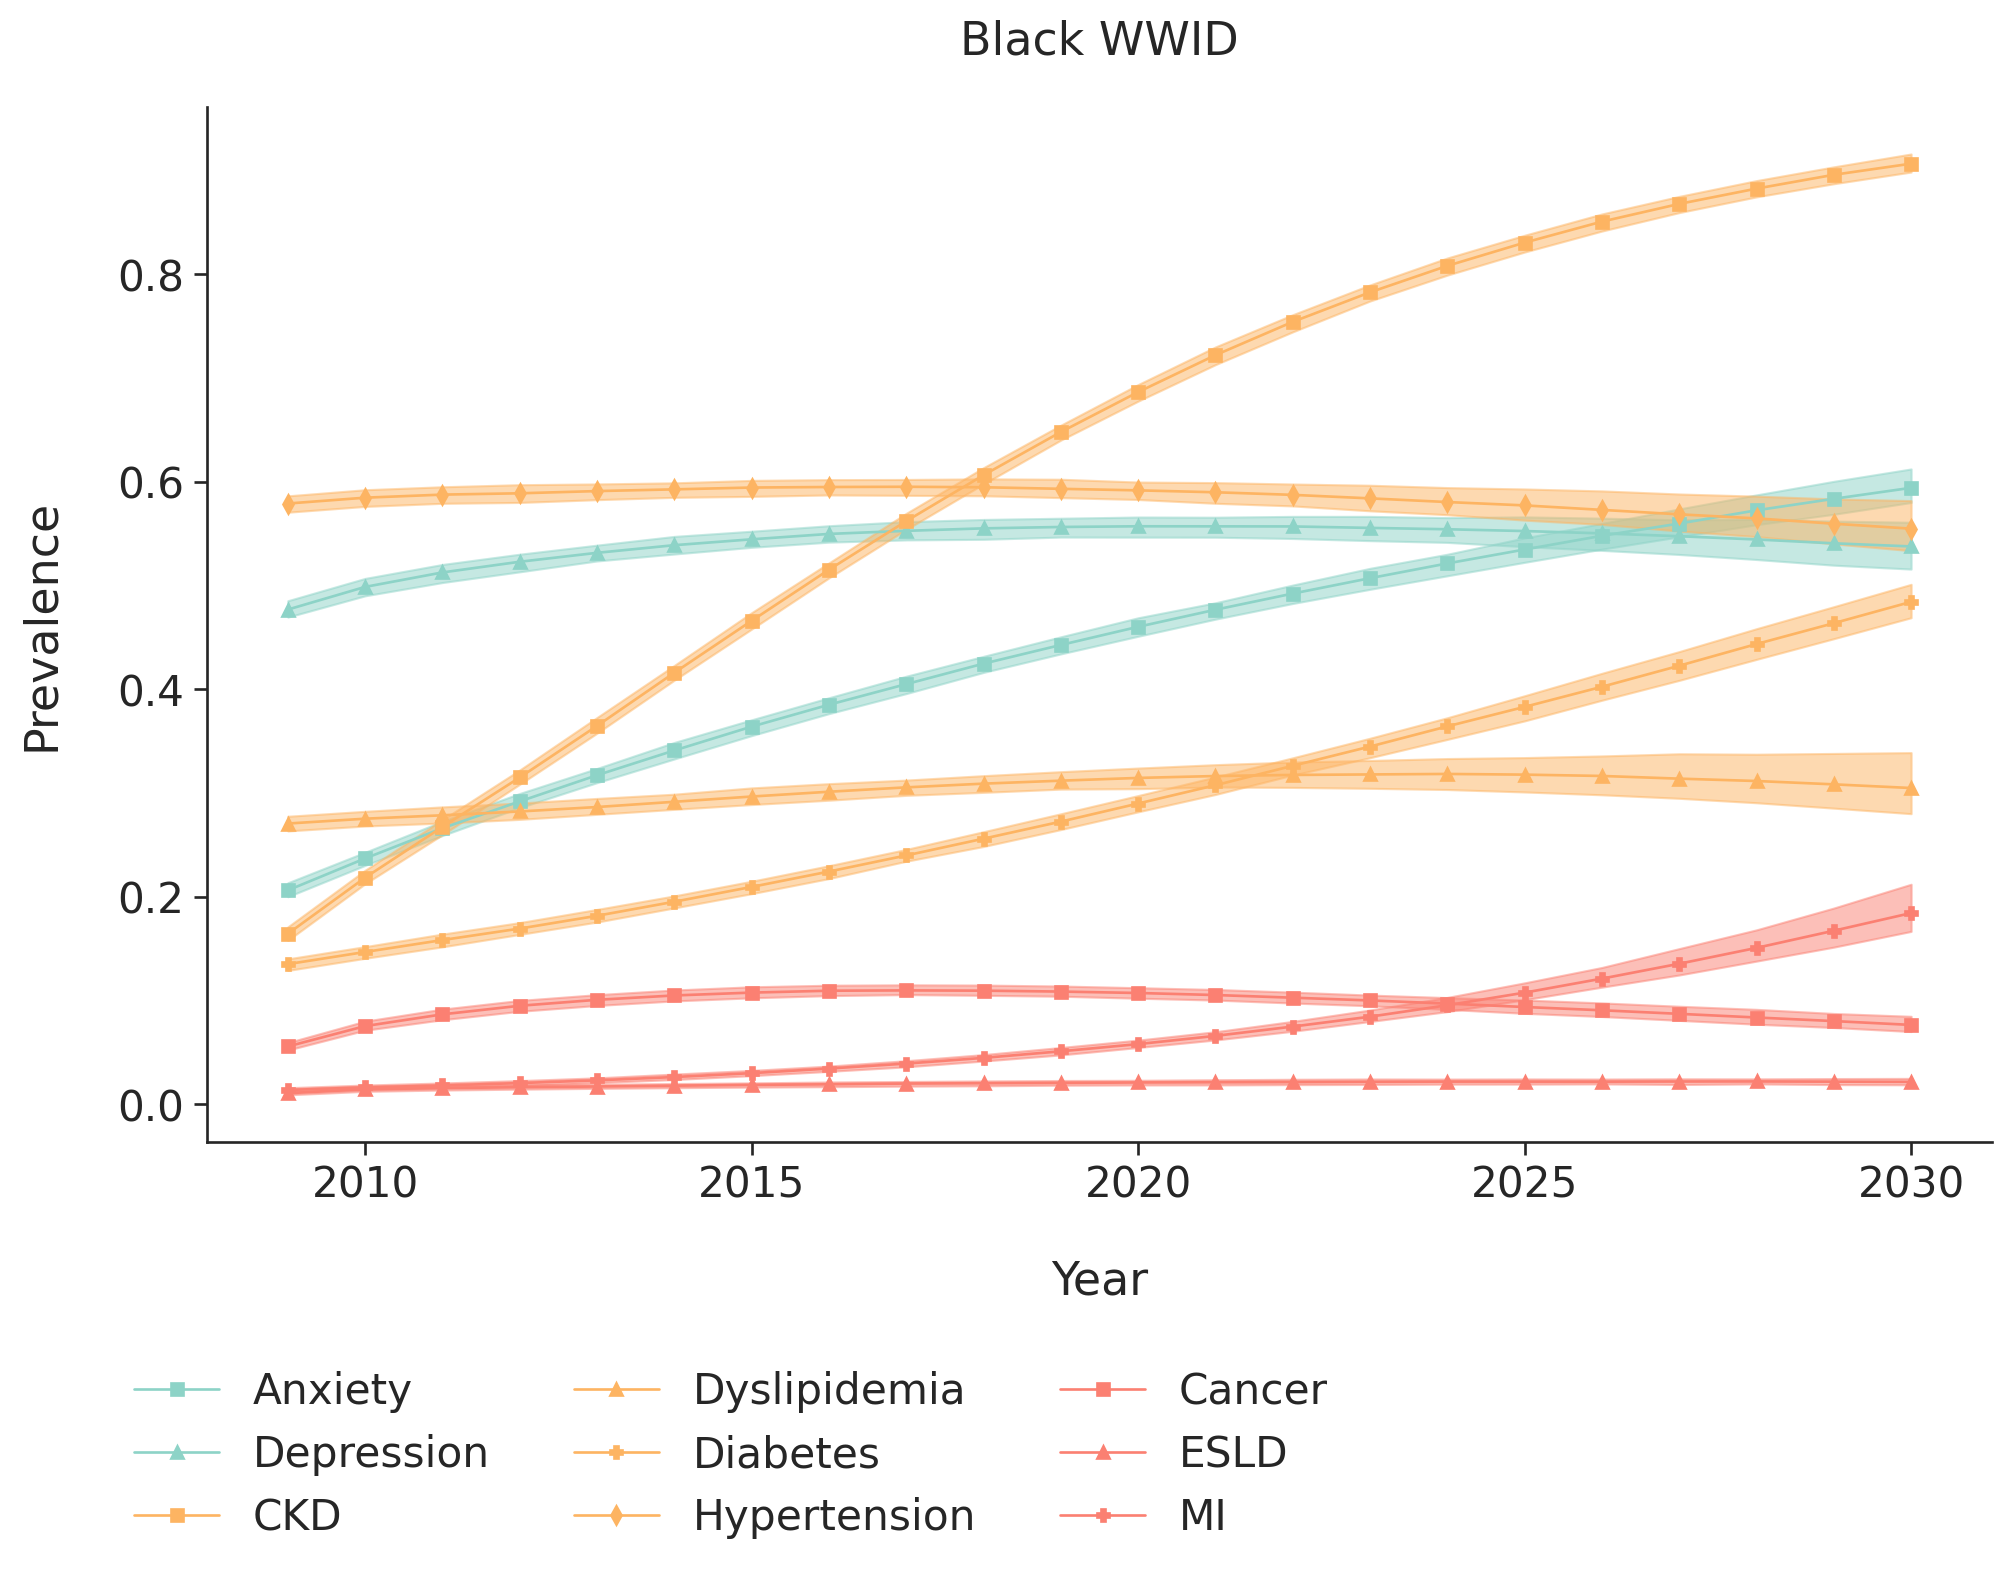 Black WWID
Prevalence
0.8
0.6
0.4
0.2
0.0
2010 2015 2020 2025 2030
Year
Anxiety Dyslipidemia Cancer
Depression Diabetes ESLD
CKD Hypertension MI